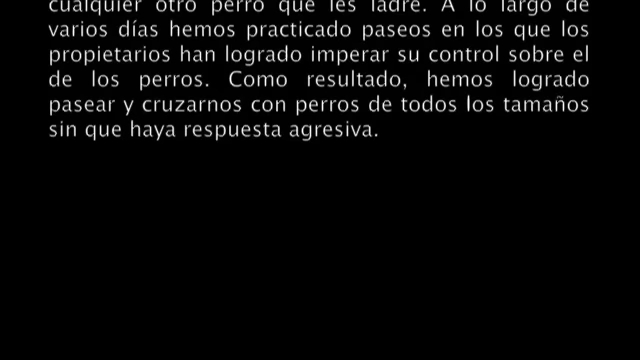 cualquier otro perro que les ladre. A lo largo de
varios días hemos practicado paseos en los que los
propietarios han logrado imperar su control sobre el
de los perros. Como resultado, hemos logrado
pasear y cruzarnos con perros de todos los tamaños
sin que haya respuesta agresiva.